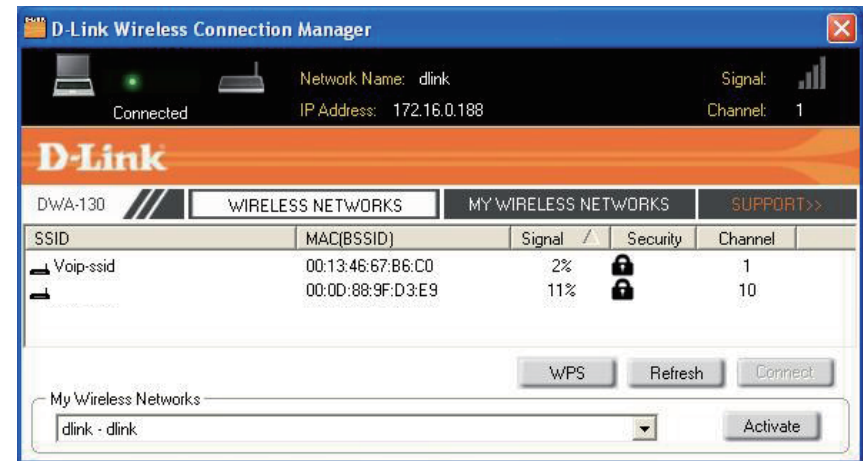 D-Link Wireless Connection Manager
Network Name: dlink Signal:
Connected IP Address: 172.16.0.188 Channel: 1
D-Link
DWA-130 WIRELESS NETWORKS MY WIRELESS NETWORKS SUPPORT>>
SSID MAC(BSSID) Signal Security Channel
Voip-ssid 00:13:46:67:B6:C0 2% 1
00:0D:88:9F:D3:E9 11% 10
WPS Refresh Connect
My Wireless Networks
dlink - dlink Activate